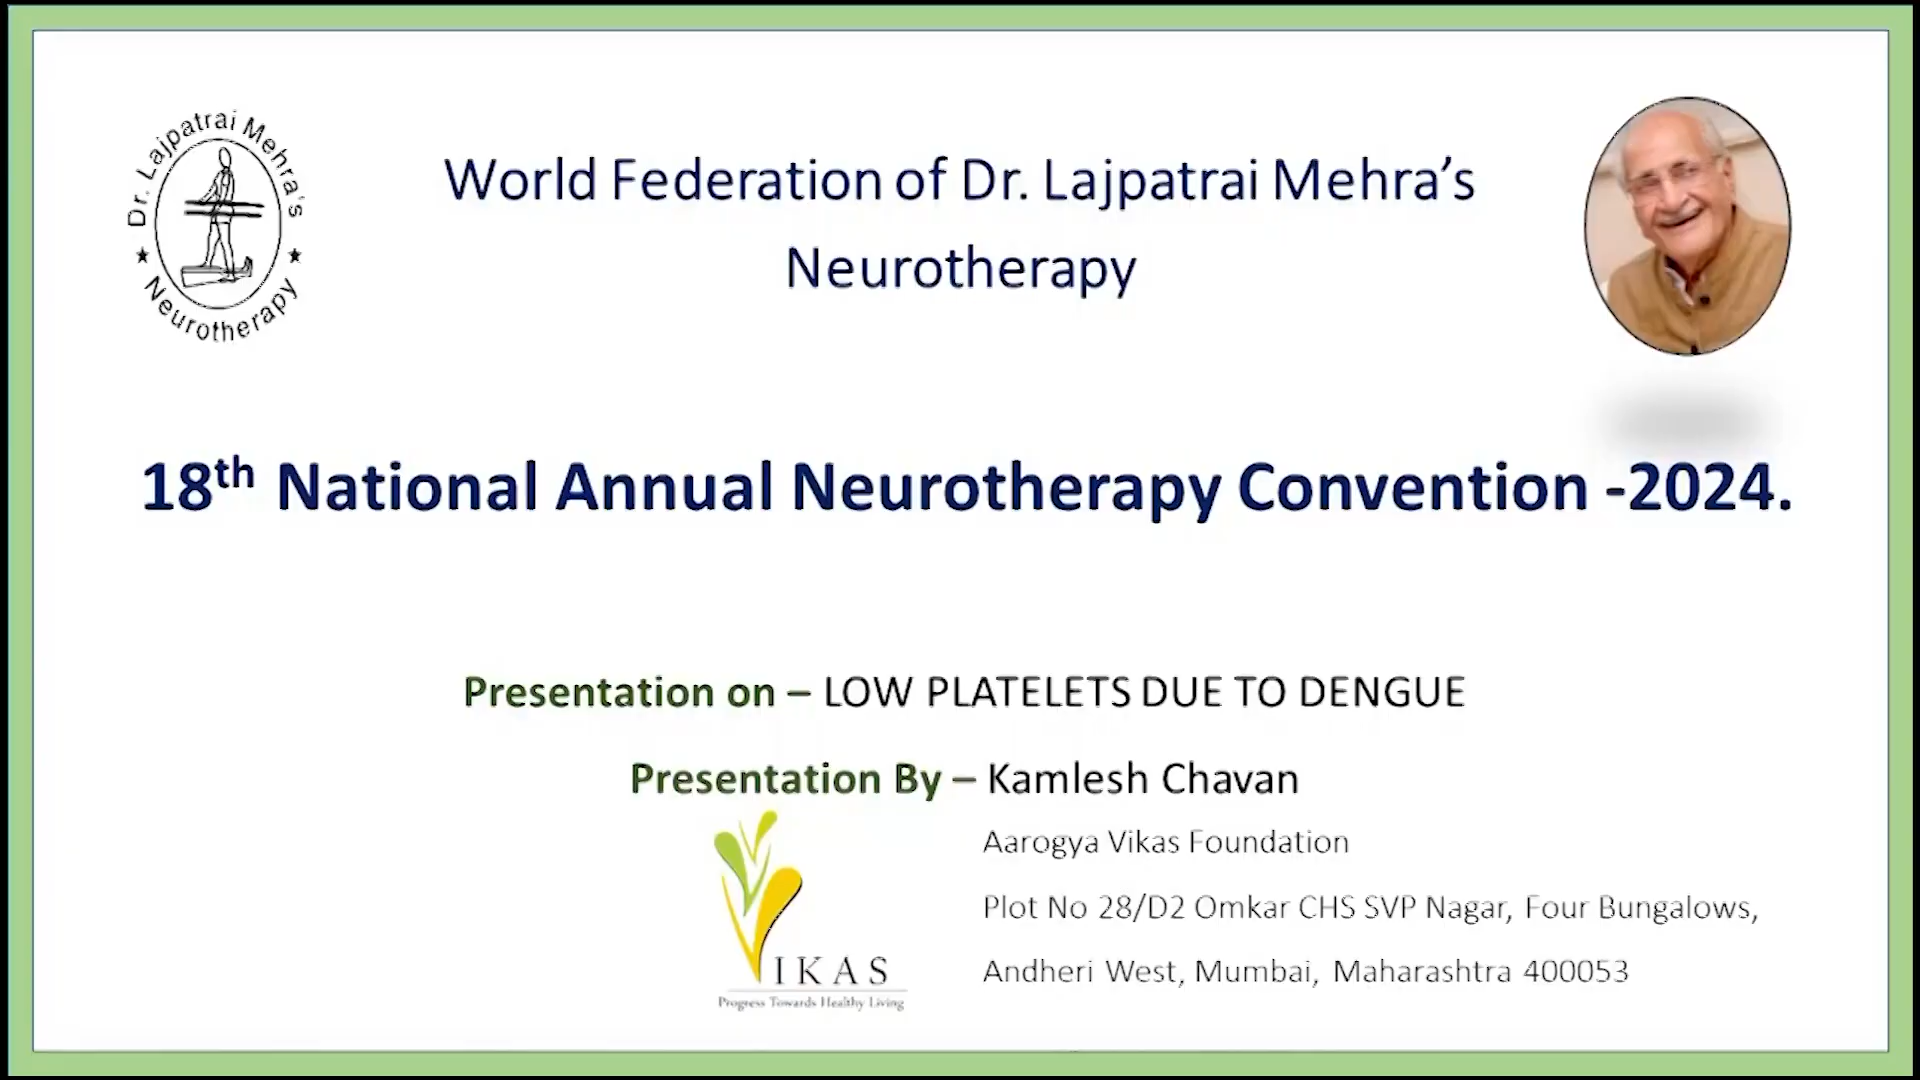 Dr. Lajpatrai Mehra's
Neurotherapy
World Federation of Dr. Lajpatrai Mehra’s
Neurotherapy
18th National Annual Neurotherapy Convention -2024.
Presentation on – LOW PLATELETS DUE TO DENGUE
Presentation By – Kamlesh Chavan
Aarogya Vikas Foundation
Plot No 28/D2 Omkar CHS SVP Nagar, Four Bungalows,
Andheri West, Mumbai, Maharashtra 400053
VIKAS
Progress Towards Healthy Living